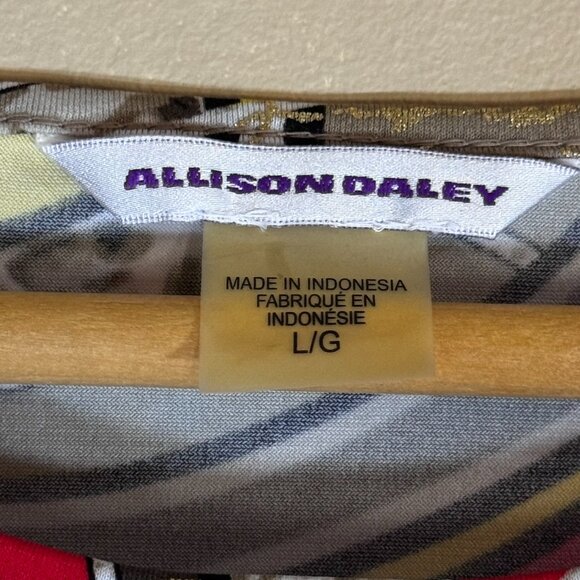 ALLISON DALEY
MADE IN INDONESIA
FABRIQUÉ EN
INDONÉSIE
L/G